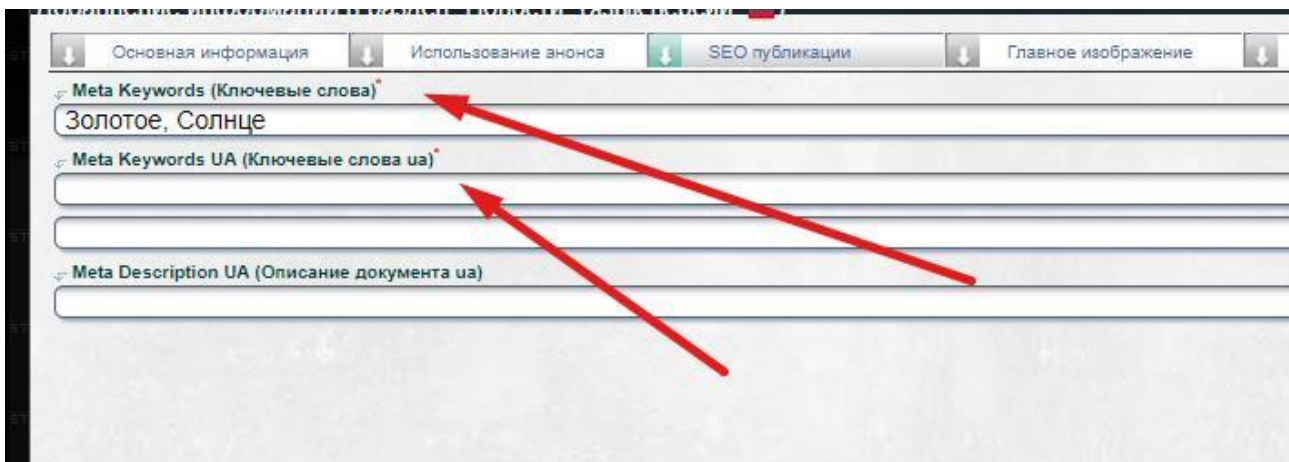 Основная информация Использование анонса SEO публикации Главное изображение
Meta Keywords (Ключевые слова)*
Золотое, Солнце
Meta Keywords UA (Ключевые слова ua)*
Meta Description UA (Описание документа ua)